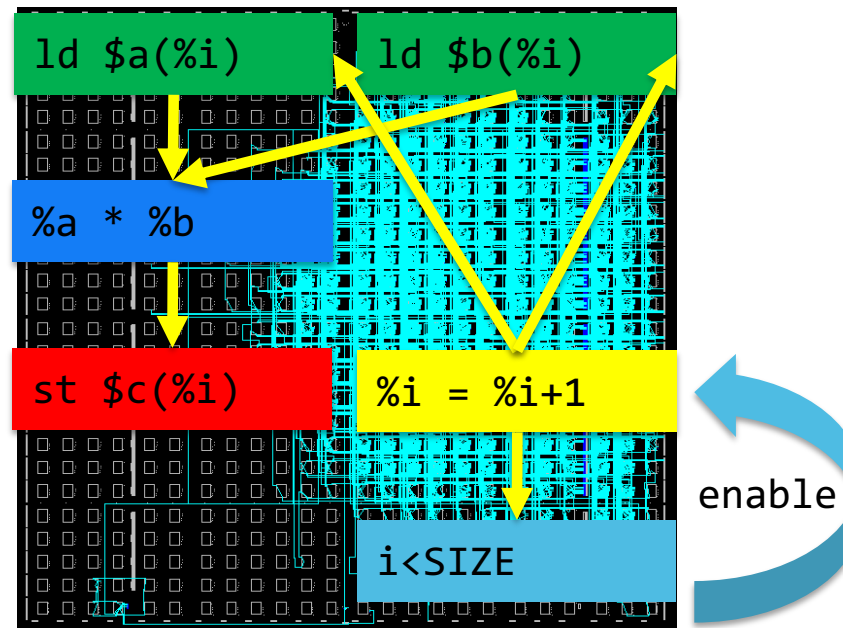 ld $a(%i)
ld $b(%i)
%a * %b
st $c(%i)
%i = %i+1
enable
i<SIZE